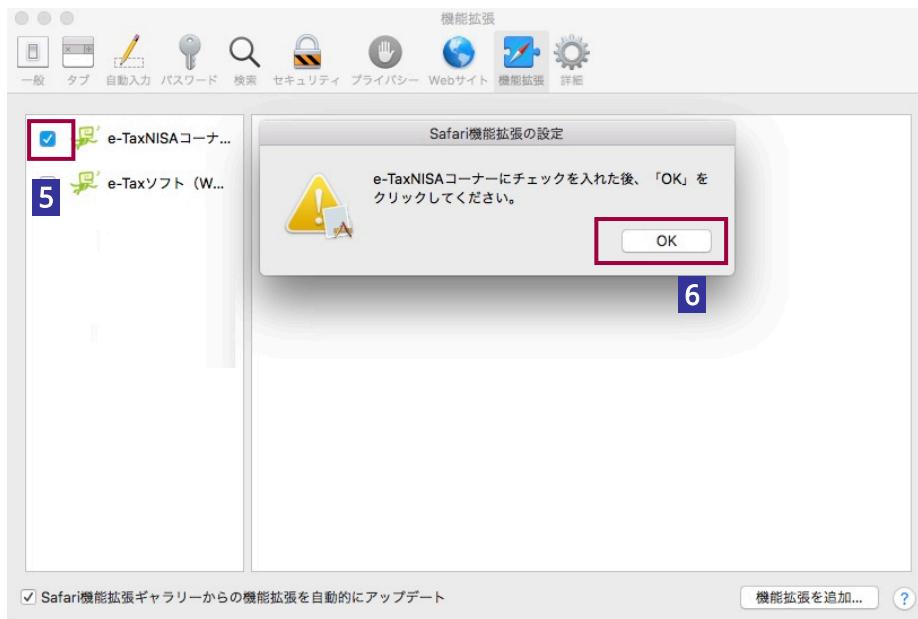 機能拡張
一般 タブ 自動入力 パスワード 検索 セキュリティ プライバシー Webサイト 機能拡張 詳細
e-TaxNISAコーナ...
5
e-Taxソフト（W...
Safari機能拡張の設定
e-TaxNISAコーナーにチェックを入れた後、「OK」を
クリックしてください。
OK
6
Safari機能拡張ギャラリーからの機能拡張を自動的にアップデート
機能拡張を追加...
?